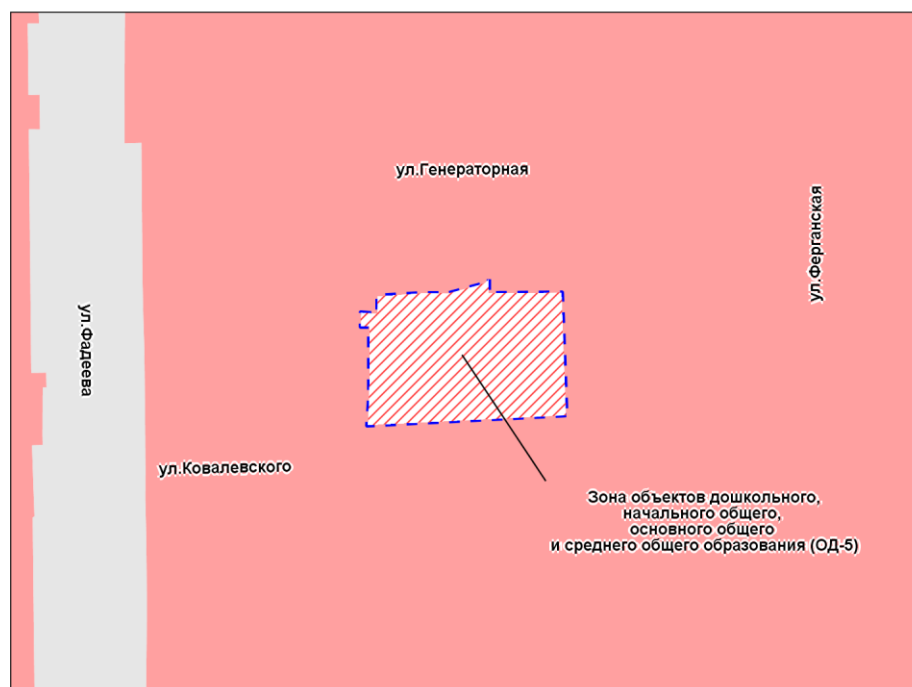 ул.Генераторная
ул.Ферганская
ул.Фадеева
ул.Ковалевского
Зона объектов дошкольного,
начального общего,
основного общего
и среднего общего образования (ОД-5)